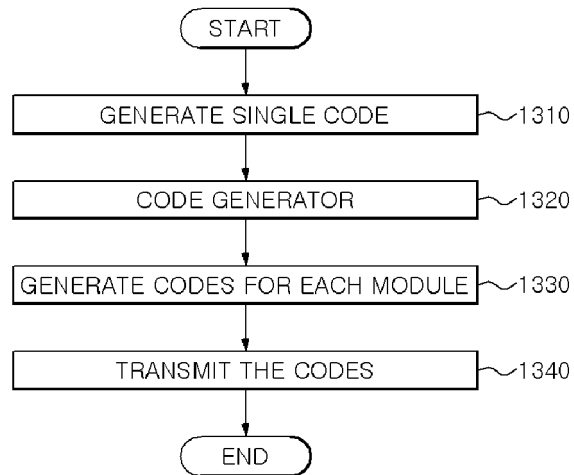 START
GENERATE SINGLE CODE 1310
CODE GENERATOR 1320
GENERATE CODES FOR EACH MODULE 1330
TRANSMIT THE CODES 1340
END